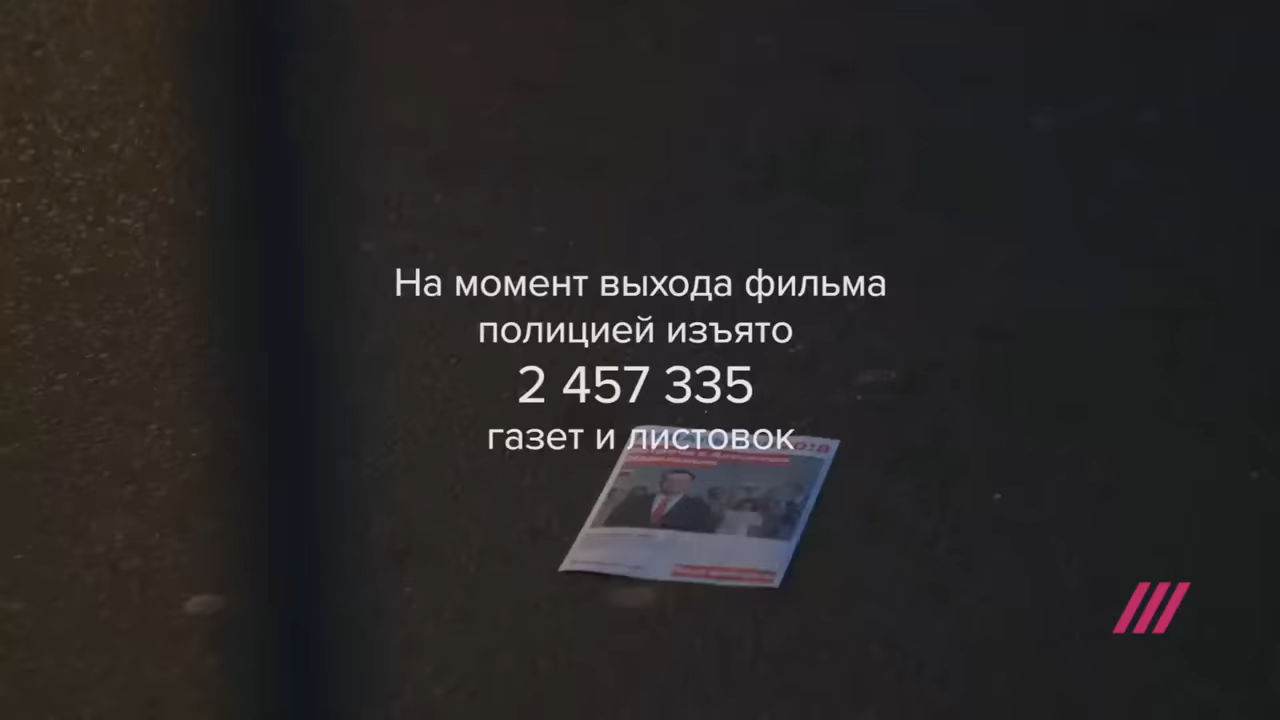 На момент выхода фильма
полицией изъято
2 457 335
газет и листовок